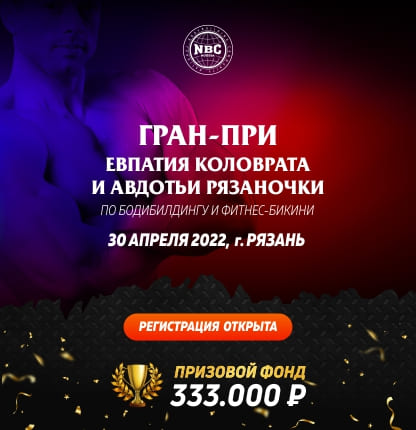 NBC
ГРАН-ПРИ
ЕВПАТИЯ КОЛОВРАТА
И АВДОТЬИ РЯЗАНОЧКИ
ПО БОДИБИЛДИНГУ И ФИТНЕС-БИКИНИ
30 АПРЕЛЯ 2022, г. РЯЗАНЬ
РЕГИСТРАЦИЯ ОТКРЫТА
ПРИЗОВОЙ ФОНД
333.000 ₽